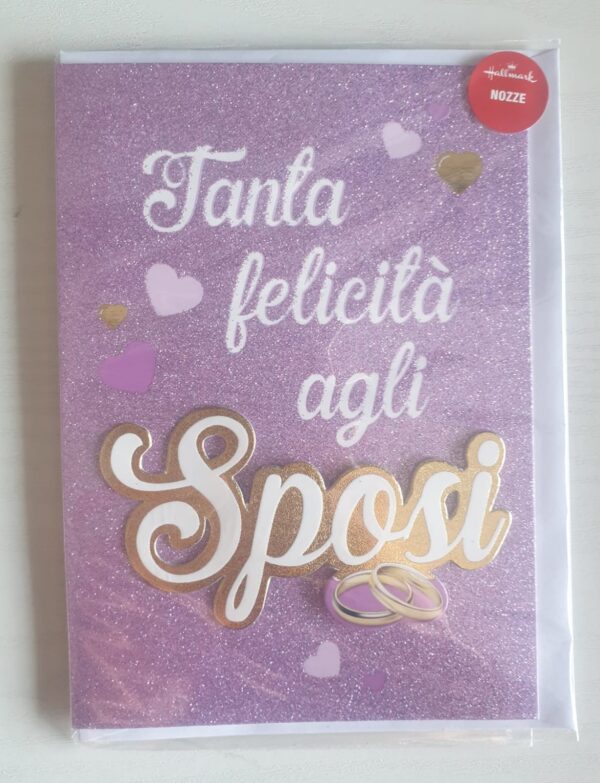 Hallmark
NOZZE
Tanta
felicità
agli
Sposi